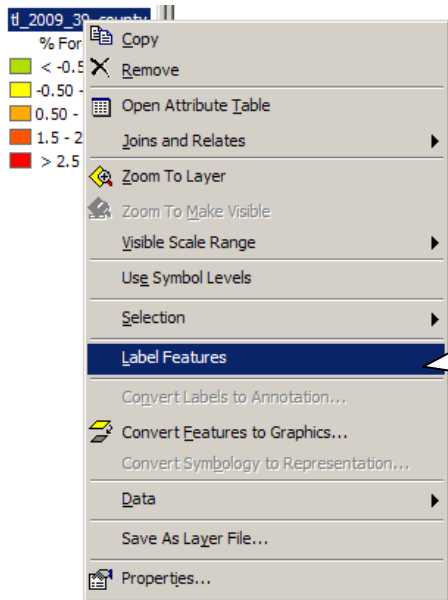 tl_2009_39_county
% For
< -0.5
-0.50 -
0.50 -
1.5 - 2
> 2.5
Copy
Remove
Open Attribute Table
Joins and Relates
Zoom To Layer
Zoom To Make Visible
Visible Scale Range
Use Symbol Levels
Selection
Label Features
Convert Labels to Annotation...
Convert Features to Graphics...
Convert Symbology to Representation...
Data
Save As Layer File...
Properties...